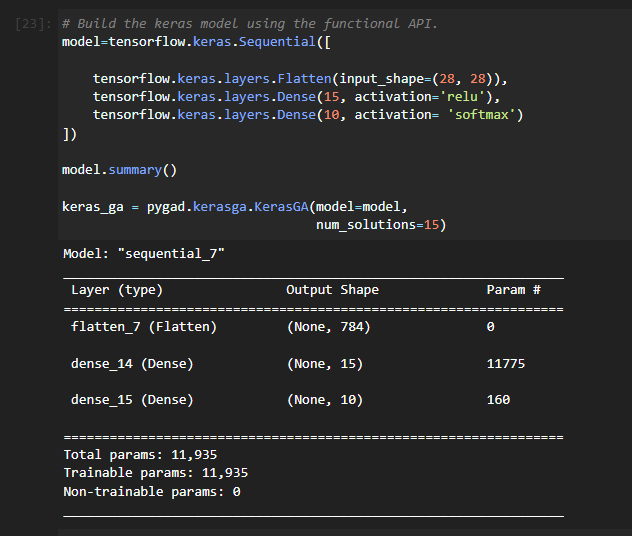 [23]: # Build the keras model using the functional API.
model=tensorflow.keras.Sequential([
tensorflow.keras.layers.Flatten(input_shape=(28, 28)),
tensorflow.keras.layers.Dense(15, activation='relu'),
tensorflow.keras.layers.Dense(10, activation= 'softmax')
])
model.summary()
keras_ga = pygad.kerasga.KerasGA(model=model,
num_solutions=15)
Model: "sequential_7"
Layer (type) Output Shape Param #
flatten_7 (Flatten) (None, 784) 0
dense_14 (Dense) (None, 15) 11775
dense_15 (Dense) (None, 10) 160
Total params: 11,935
Trainable params: 11,935
Non-trainable params: 0